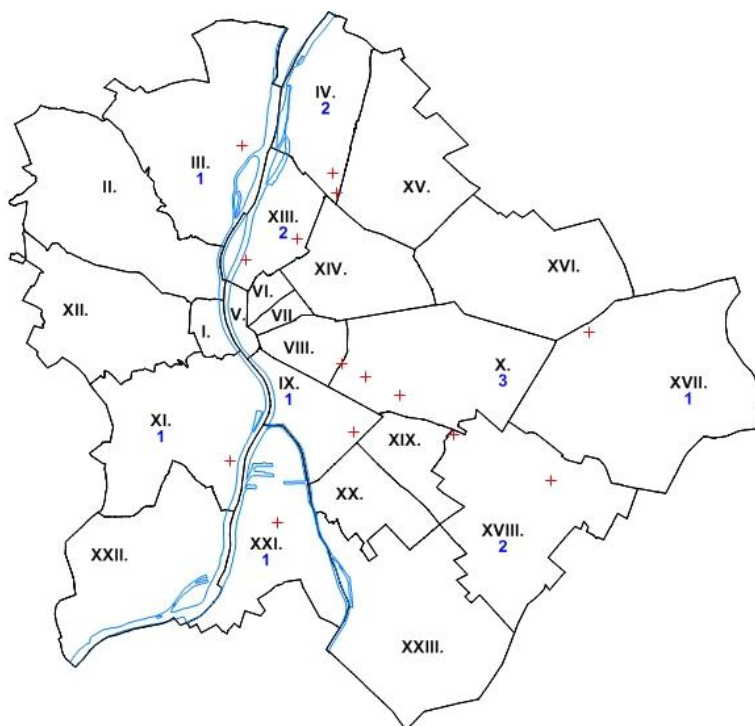 IV.
2
III.
1
II.
XV.
XIII.
2
XIV.
XVI.
VI.
XII.
I.
V.
VII
VIII.
X.
3
XVII.
1
IX.
1
XI.
1
XIX.
XX.
XVIII.
2
XXI.
1
XXII.
XXIII.